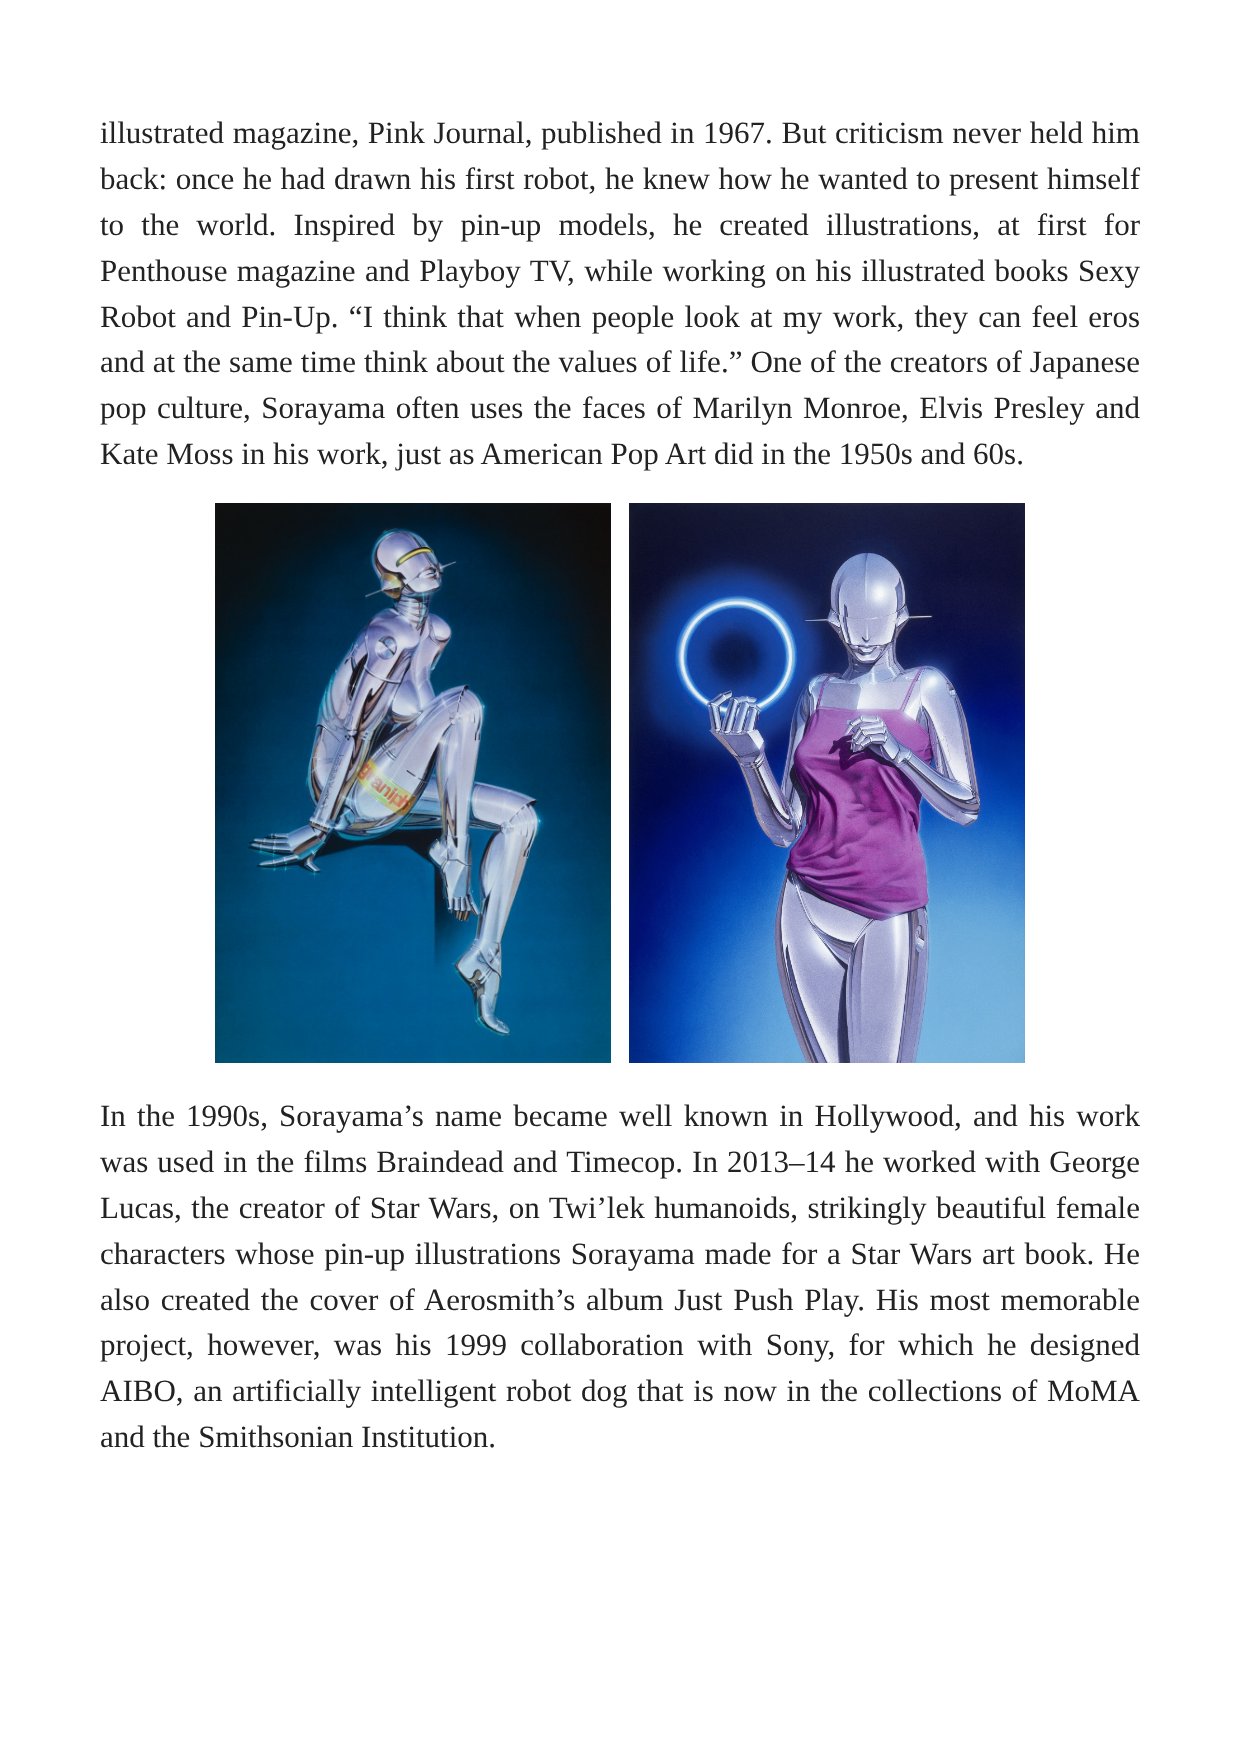 illustrated magazine, Pink Journal, published in 1967. But criticism never held him
back: once he had drawn his first robot, he knew how he wanted to present himself
to the world. Inspired by pin-up models, he created illustrations, at first for
Penthouse magazine and Playboy TV, while working on his illustrated books Sexy
Robot and Pin-Up. “I think that when people look at my work, they can feel eros
and at the same time think about the values of life.” One of the creators of Japanese
pop culture, Sorayama often uses the faces of Marilyn Monroe, Elvis Presley and
Kate Moss in his work, just as American Pop Art did in the 1950s and 60s.
graniph
In the 1990s, Sorayama’s name became well known in Hollywood, and his work
was used in the films Braindead and Timecop. In 2013–14 he worked with George
Lucas, the creator of Star Wars, on Twi’lek humanoids, strikingly beautiful female
characters whose pin-up illustrations Sorayama made for a Star Wars art book. He
also created the cover of Aerosmith’s album Just Push Play. His most memorable
project, however, was his 1999 collaboration with Sony, for which he designed
AIBO, an artificially intelligent robot dog that is now in the collections of MoMA
and the Smithsonian Institution.